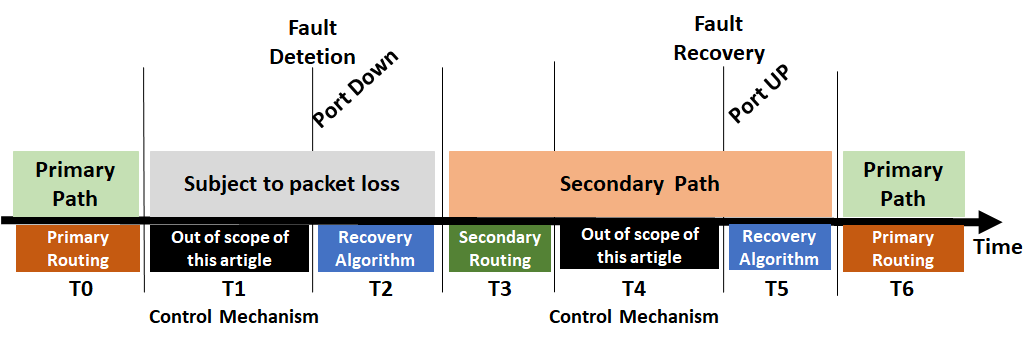 Fault
Detetion
Port Down
Fault
Recovery
Port UP
Primary
Path
Subject to packet loss
Secondary Path
Primary
Path
Primary
Routing
Out of scope of
this artigle
Recovery
Algorithm
Secondary
Routing
Out of scope of
this artigle
Recovery
Algorithm
Primary
Routing
Time
T0
T1
T2
T3
T4
T5
T6
Control Mechanism
Control Mechanism